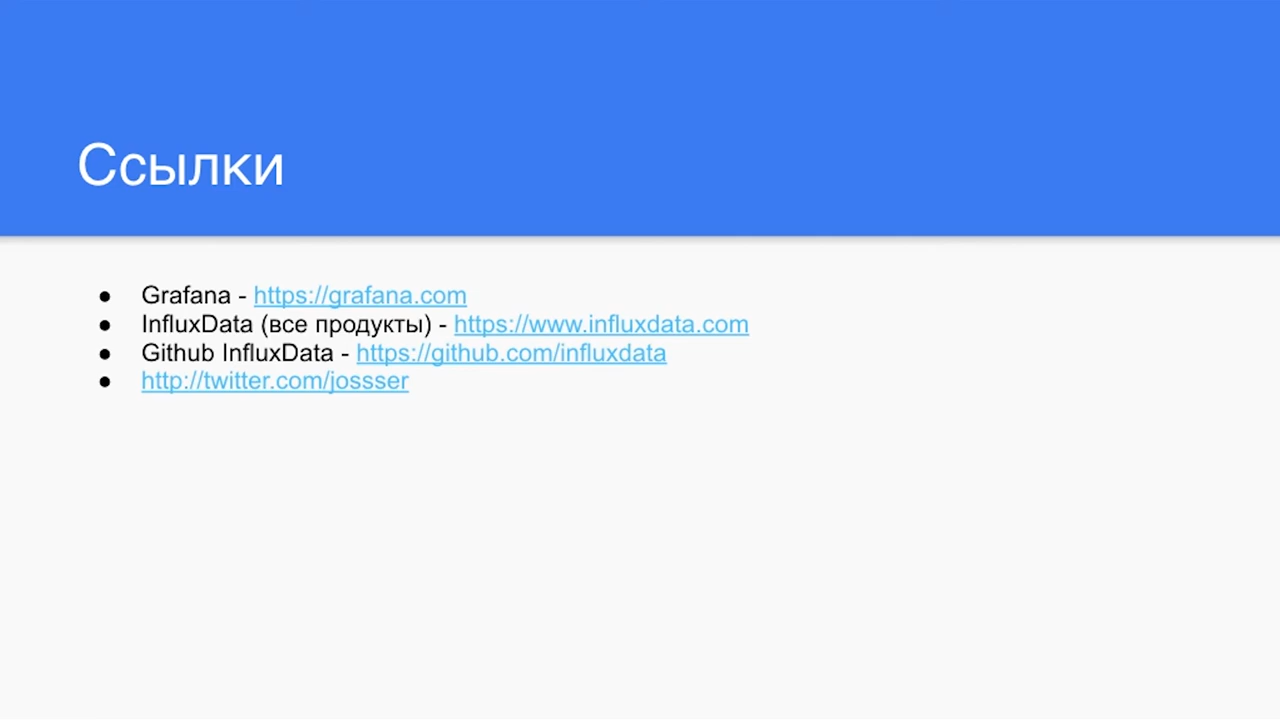 Ссылки
● Grafana - https://grafana.com
● InfluxData (все продукты) - https://www.influxdata.com
● Github InfluxData - https://github.com/influxdata
● http://twitter.com/jossser